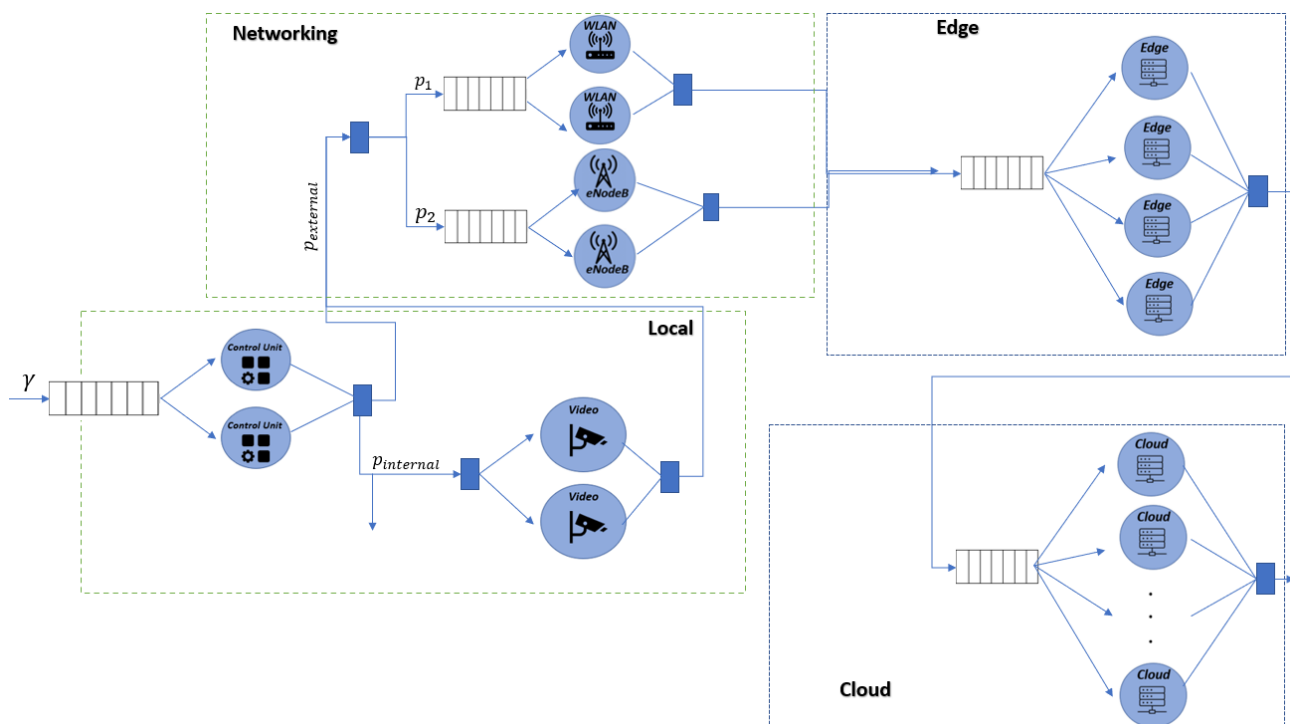 Networking
WLAN
p1
WLAN
eNodeB
p2
eNodeB
pexternal
Edge
Edge
Edge
Edge
Edge
Local
Control Unit
γ
Control Unit
Video
pinternal
Video
Cloud
Cloud
.
.
.
Cloud
Cloud